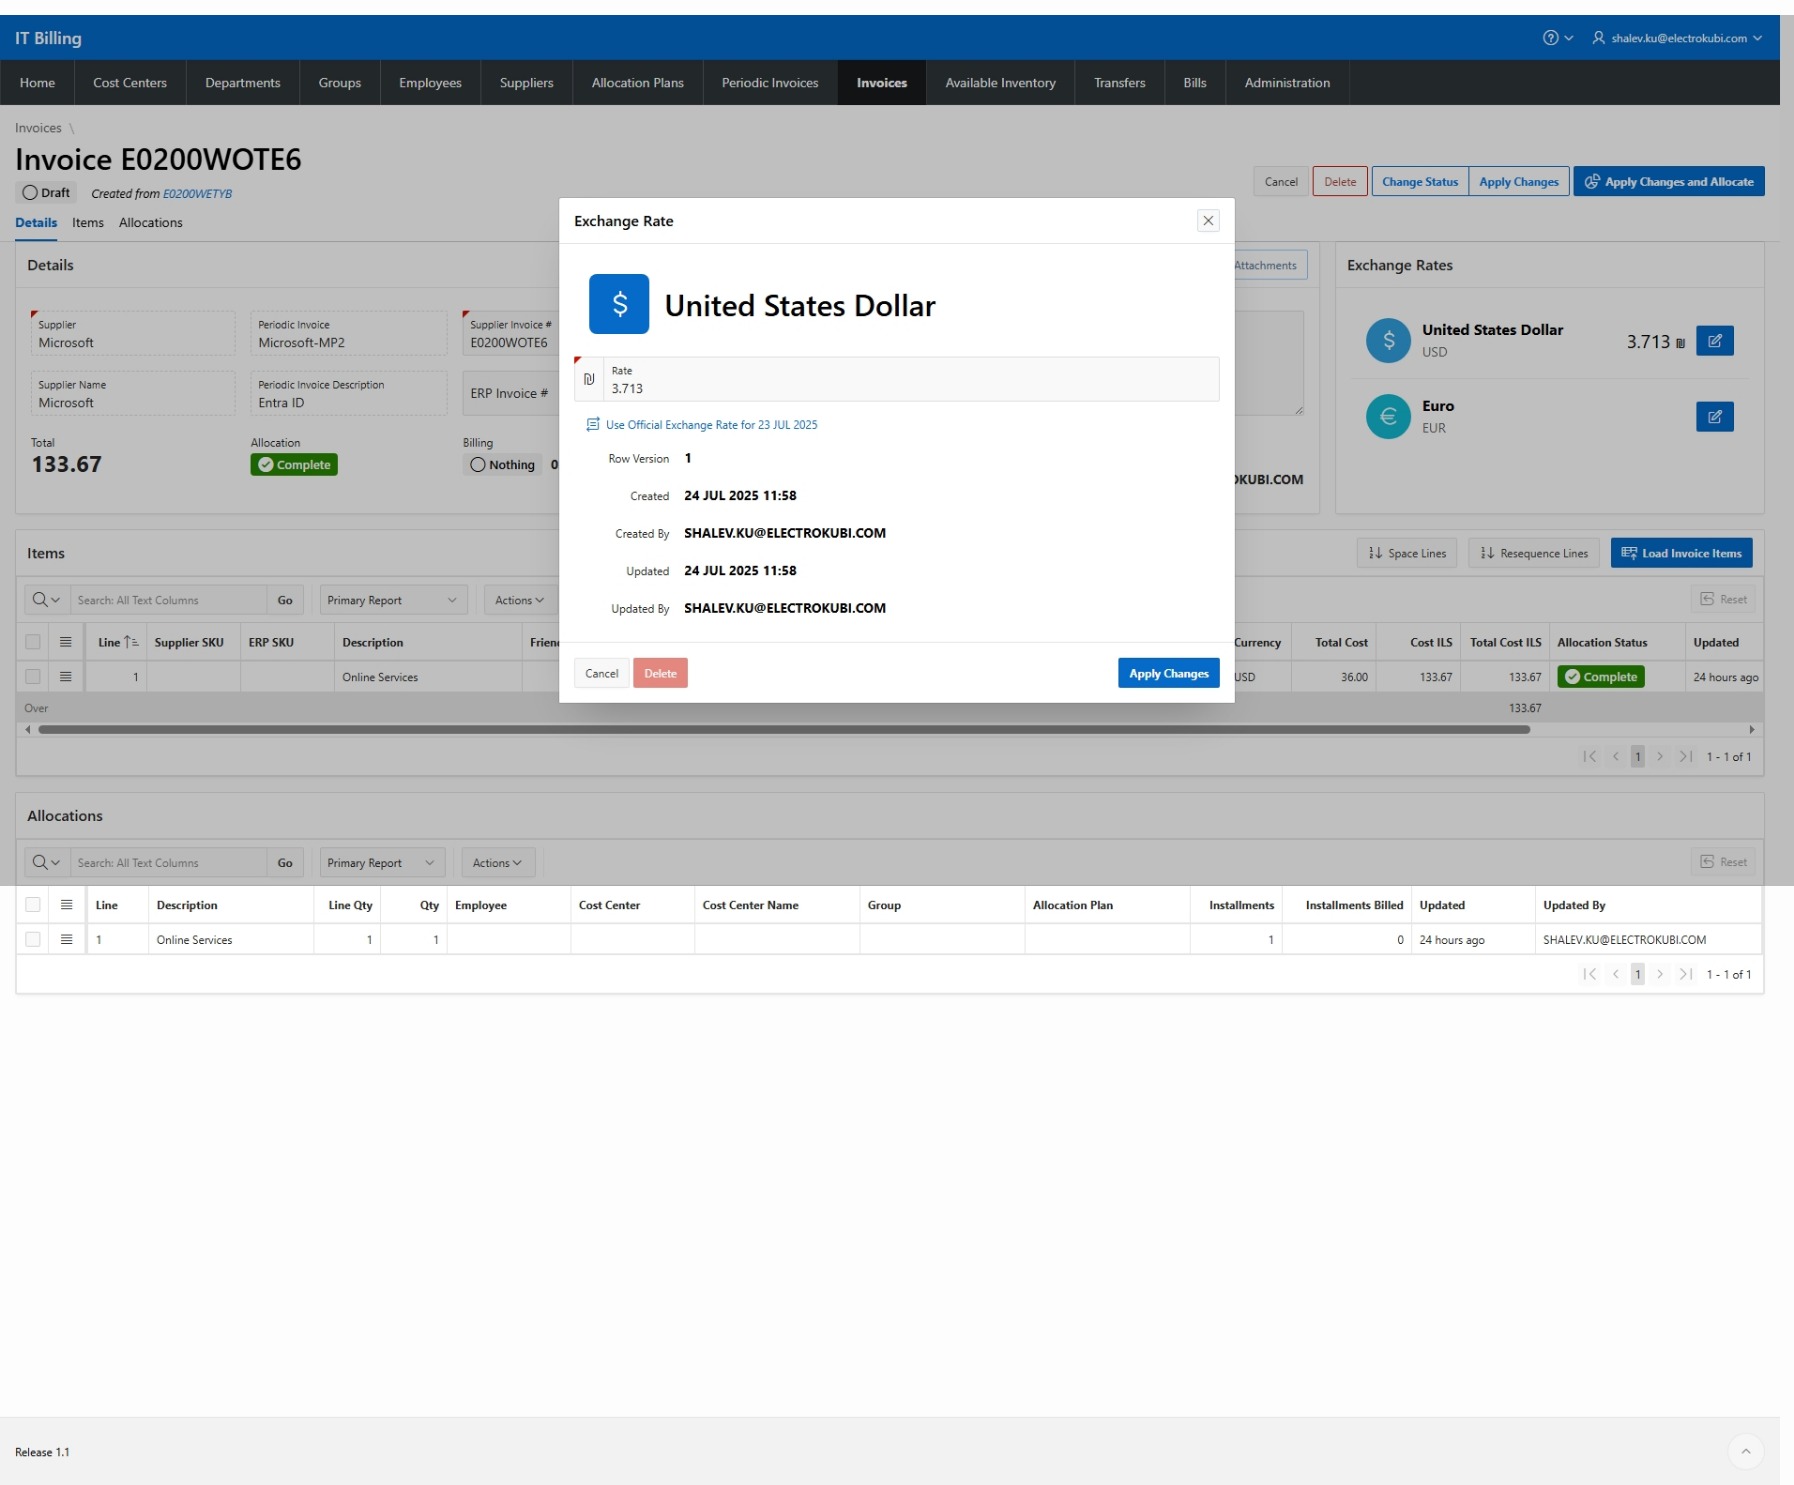 IT Billing
shalev.ku@electrokubi.com
Home Cost Centers Departments Groups Employees Suppliers Allocation Plans Periodic Invoices Invoices Available Inventory Transfers Bills Administration
Invoices \
Invoice E0200WOTE6
Draft Created from E0200WETYB
Cancel Delete Change Status Apply Changes Apply Changes and Allocate
Details Items Allocations
Details
Attachments
Supplier
Microsoft
Periodic Invoice
Microsoft-MP2
Supplier Invoice #
E0200WOTE6
Supplier Name
Microsoft
Periodic Invoice Description
Entra ID
ERP Invoice #
Total
133.67
Allocation
Complete
Billing
Nothing 0
KUBI.COM
Exchange Rates
$ United States Dollar
USD
3.713 ₪
€ Euro
EUR
Exchange Rate
$ United States Dollar
₪ Rate
3.713
Use Official Exchange Rate for 23 JUL 2025
Row Version 1
Created 24 JUL 2025 11:58
Created By SHALEV.KU@ELECTROKUBI.COM
Updated 24 JUL 2025 11:58
Updated By SHALEV.KU@ELECTROKUBI.COM
Cancel Delete Apply Changes
Items
Space Lines Resequence Lines Load Invoice Items
Search: All Text Columns Go Primary Report Actions Reset
Line Supplier SKU ERP SKU Description Frien Currency Total Cost Cost ILS Total Cost ILS Allocation Status Updated
1 Online Services USD 36.00 133.67 133.67 Complete 24 hours ago
Over 133.67
1 1 - 1 of 1
Allocations
Search: All Text Columns Go Primary Report Actions Reset
Line Description Line Qty Qty Employee Cost Center Cost Center Name Group Allocation Plan Installments Installments Billed Updated Updated By
1 Online Services 1 1 1 0 24 hours ago SHALEV.KU@ELECTROKUBI.COM
1 1 - 1 of 1
Release 1.1